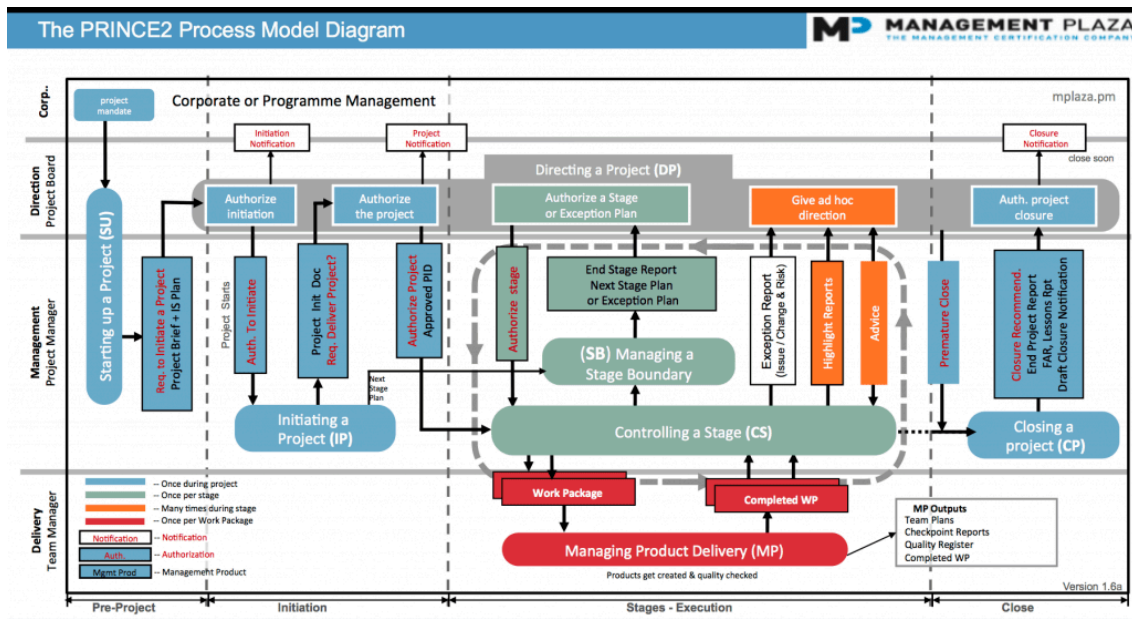 The PRINCE2 Process Model Diagram
MANAGEMENT PLAZA
THE MANAGEMENT CERTIFICATION COMPANY
Corp..
project
mandate
Corporate or Programme Management
mplaza.pm
Initiation
Notification
Project
Notification
Closure
Notification
close soon
Direction
Project Board
Directing a Project (DP)
Authorize
initiation
Authorize
the project
Authorize a Stage
or Exception Plan
Give ad hoc
direction
Auth. project
closure
Management
Project Manager
Starting up a Project (SU)
Req. to Initiate a Project
Project Brief + IS Plan
Project Starts
Auth. To Initiate
Project Init Doc
Req. Deliver Project?
Authorize Project
Approved PID
Authorize stage
End Stage Report
Next Stage Plan
or Exception Plan
Exception Report
(Issue / Change & Risk)
Highlight Reports
Advice
Premature Close
Closure Recommend.
End Project Report
FAR, Lessons Rpt
Draft Closure Notification
(SB) Managing a
Stage Boundary
Next
Stage
Plan
Initiating a
Project (IP)
Controlling a Stage (CS)
Closing a
project (CP)
Delivery
Team Manager
-- Once during project
-- Once per stage
-- Many times during stage
-- Once per Work Package
Notification -- Notification
Auth. -- Authorization
Mgmt Prod -- Management Product
Work Package
Completed WP
Managing Product Delivery (MP)
Products get created & quality checked
MP Outputs
Team Plans
Checkpoint Reports
Quality Register
Completed WP
Version 1.6a
Pre-Project
Initiation
Stages - Execution
Close